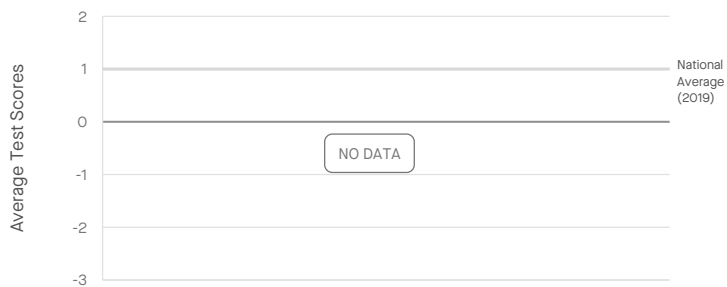 2
1
0
-1
-2
-3
Average Test Scores
National
Average
(2019)
NO DATA